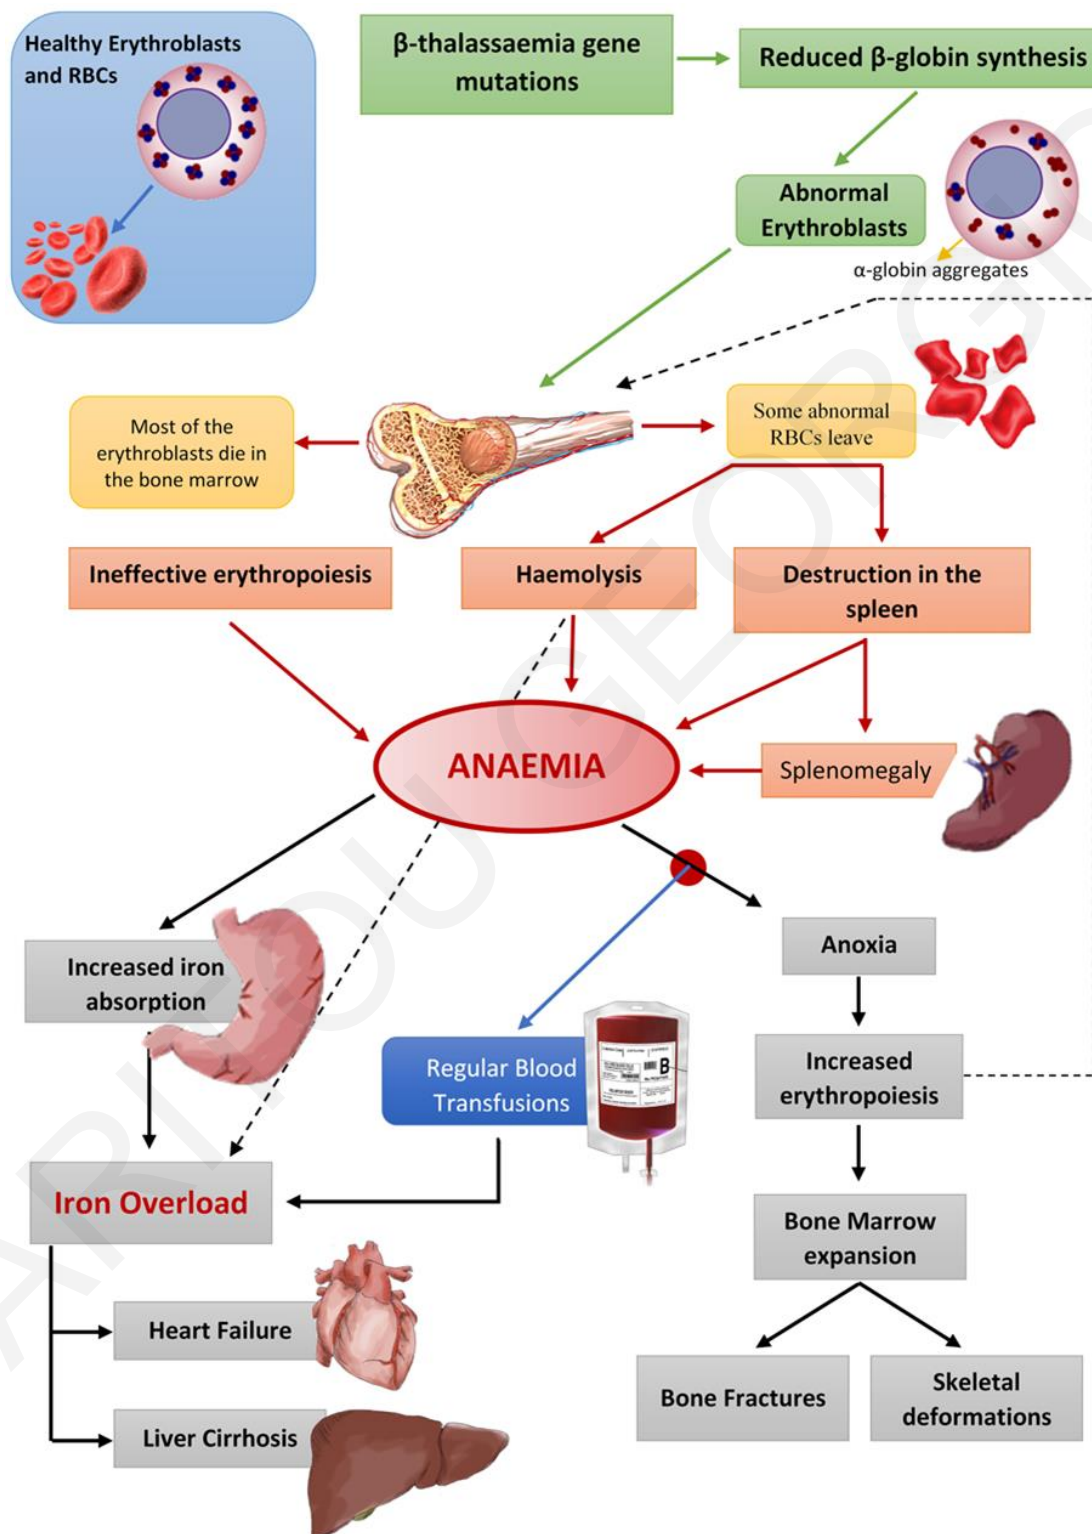 Healthy Erythroblasts
and RBCs
β-thalassaemia gene
mutations
Reduced β-globin synthesis
Abnormal
Erythroblasts
α-globin aggregates
Most of the
erythroblasts die in
the bone marrow
Some abnormal
RBCs leave
Ineffective erythropoiesis
Haemolysis
Destruction in the
spleen
ANAEMIA
Splenomegaly
Increased iron
absorption
Anoxia
Regular Blood
Transfusions
B
Increased
erythropoiesis
Iron Overload
Bone Marrow
expansion
Heart Failure
Bone Fractures
Skeletal
deformations
Liver Cirrhosis